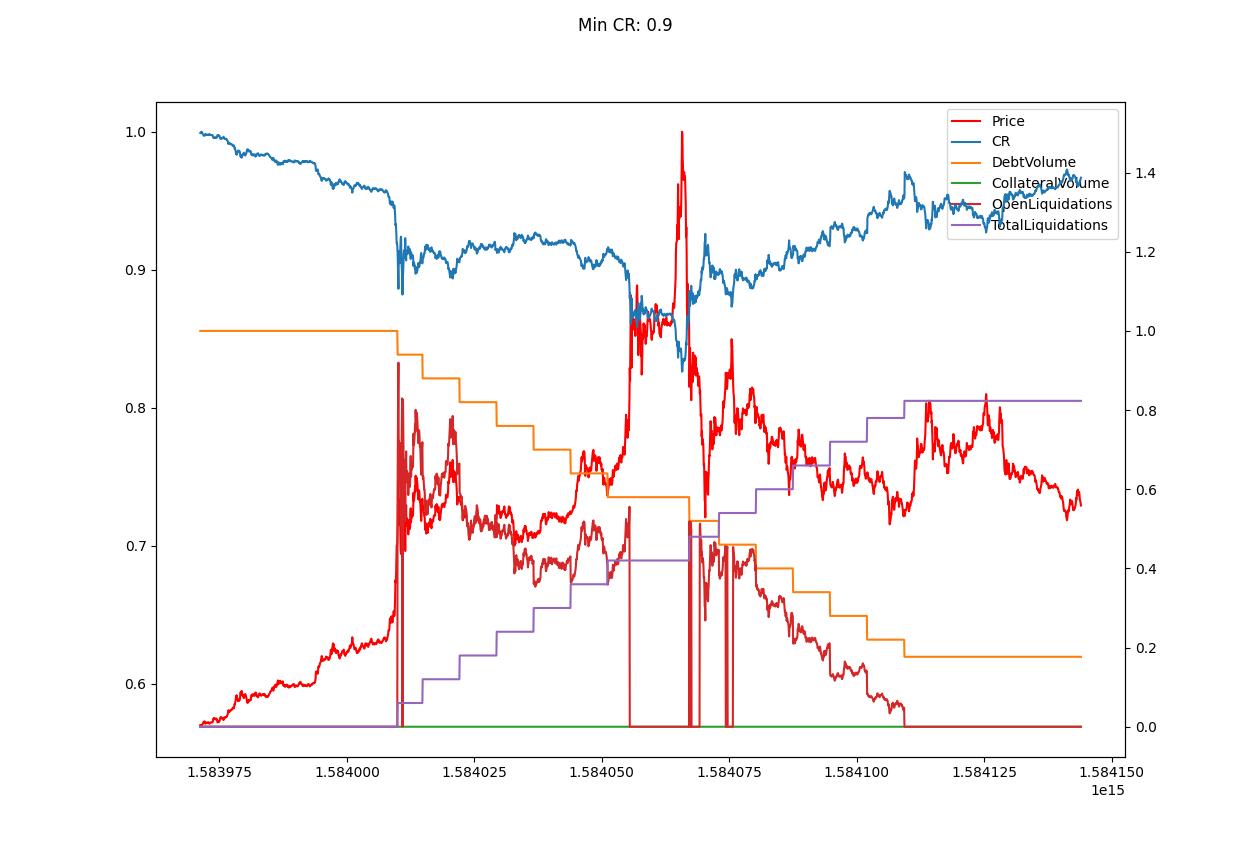 Min CR: 0.9
Price
CR
DebtVolume
CollateralVolume
OpenLiquidations
TotalLiquidations
1.0
0.9
0.8
0.7
0.6
1.4
1.2
1.0
0.8
0.6
0.4
0.2
0.0
1.583975 1.584000 1.584025 1.584050 1.584075 1.584100 1.584125 1.584150
1e15